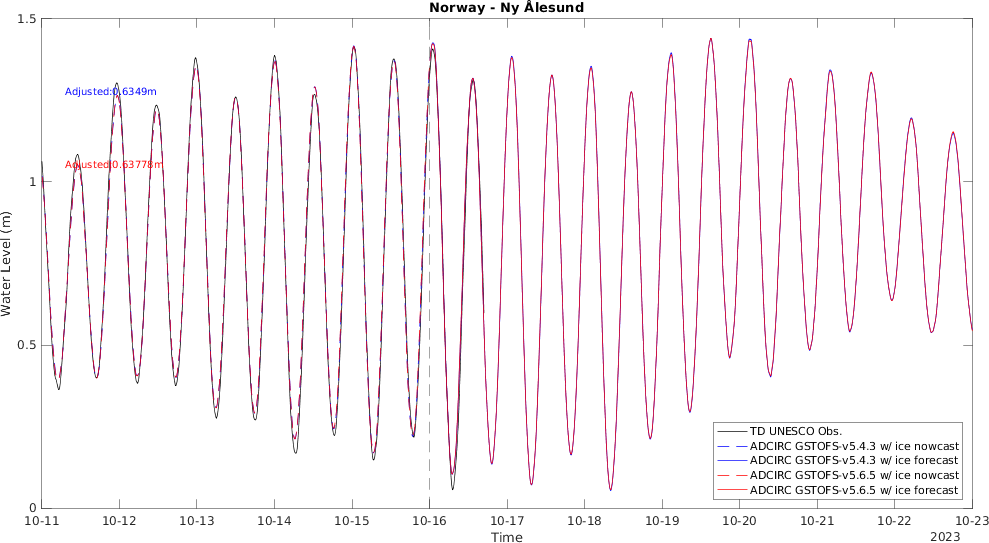 Norway - Ny Ålesund
1.5
1
0.5
0
Water Level (m)
Adjusted:0.6349m
Adjusted:0.63778m
TD UNESCO Obs.
ADCIRC GSTOFS-v5.4.3 w/ ice nowcast
ADCIRC GSTOFS-v5.4.3 w/ ice forecast
ADCIRC GSTOFS-v5.6.5 w/ ice nowcast
ADCIRC GSTOFS-v5.6.5 w/ ice forecast
10-11 10-12 10-13 10-14 10-15 10-16 10-17 10-18 10-19 10-20 10-21 10-22 10-23
Time
2023